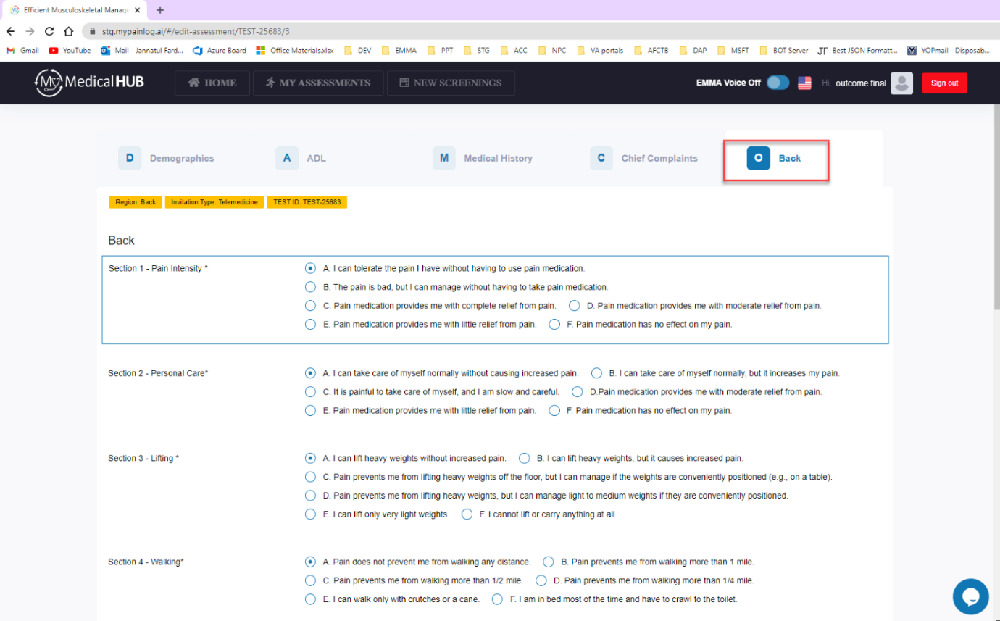 Efficient Musculoskeletal Manage
stg.mypainlog.ai/#/edit-assessment/TEST-25683/3
Gmail YouTube Mail - Jannatul Fard... Azure Board Office Materials.xlsx DEV EMMA PPT STG ACC NPC VA portals AFCTB DAP MSFT BOT Server JF Best JSON Formatt... Y YOPmail - Disposab...
My MedicalHUB HOME MY ASSESSMENTS NEW SCREENINGS EMMA Voice Off Hi, outcome final Sign out
D Demographics A ADL M Medical History C Chief Complaints O Back
Region: Back Invitation Type: Telemedicine TEST ID: TEST-25683
Back
Section 1 - Pain Intensity * A. I can tolerate the pain I have without having to use pain medication.
B. The pain is bad, but I can manage without having to take pain medication.
C. Pain medication provides me with complete relief from pain. D. Pain medication provides me with moderate relief from pain.
E. Pain medication provides me with little relief from pain. F. Pain medication has no effect on my pain.
Section 2 - Personal Care* A. I can take care of myself normally without causing increased pain. B. I can take care of myself normally, but it increases my pain.
C. It is painful to take care of myself, and I am slow and careful. D.Pain medication provides me with moderate relief from pain.
E. Pain medication provides me with little relief from pain. F. Pain medication has no effect on my pain.
Section 3 - Lifting * A. I can lift heavy weights without increased pain. B. I can lift heavy weights, but it causes increased pain.
C. Pain prevents me from lifting heavy weights off the floor, but I can manage if the weights are conveniently positioned (e.g., on a table).
D. Pain prevents me from lifting heavy weights, but I can manage light to medium weights if they are conveniently positioned.
E. I can lift only very light weights. F. I cannot lift or carry anything at all.
Section 4 - Walking* A. Pain does not prevent me from walking any distance. B. Pain prevents me from walking more than 1 mile.
C. Pain prevents me from walking more than 1/2 mile. D. Pain prevents me from walking more than 1/4 mile.
E. I can walk only with crutches or a cane. F. I am in bed most of the time and have to crawl to the toilet.